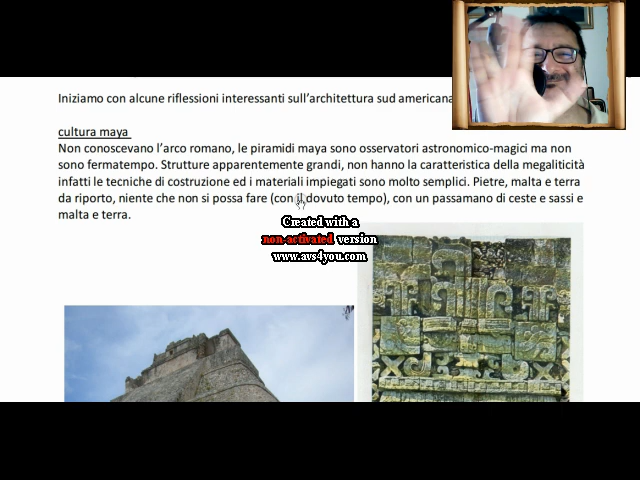 Iniziamo con alcune riflessioni interessanti sull'architettura sud americana
cultura maya
Non conoscevano l'arco romano, le piramidi maya sono osservatori astronomico-magici ma non
sono fermatempo. Strutture apparentemente grandi, non hanno la caratteristica della megaliticità
infatti le tecniche di costruzione ed i materiali impiegati sono molto semplici. Pietre, malta e terra
da riporto, niente che non si possa fare (con il dovuto tempo), con un passamano di ceste e sassi e
malta e terra.
Created with a
non-activated version
www.avs4you.com